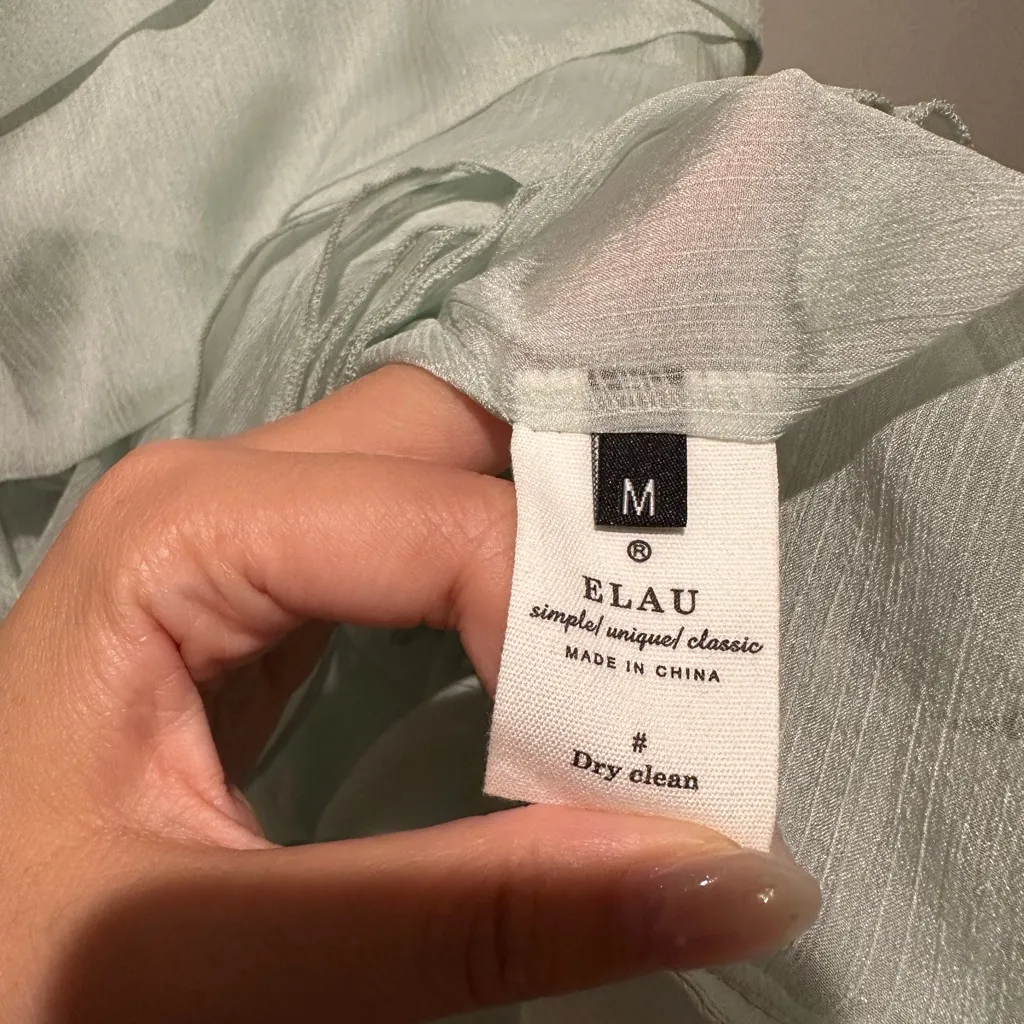 M
®
ELAU
simple/ unique/ classic
MADE IN CHINA
#
Dry clean